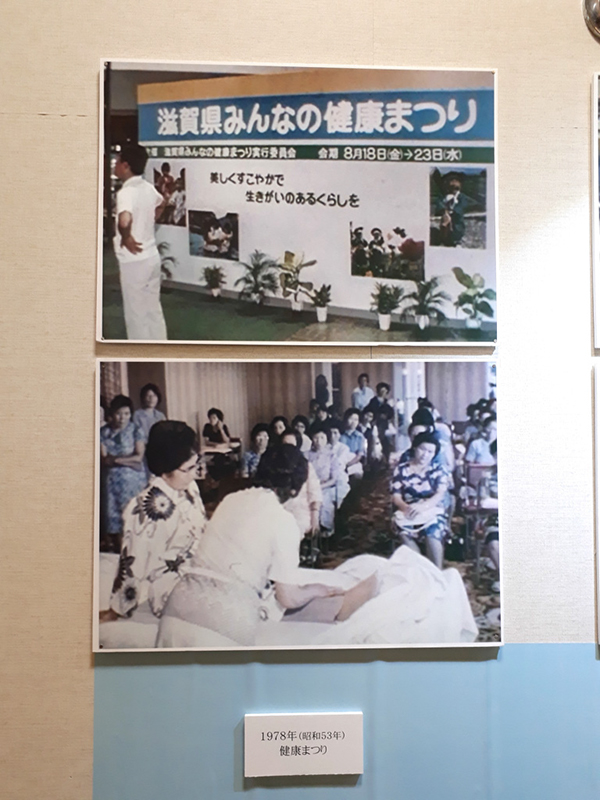 滋賀県みんなの健康まつり
主催 滋賀県みんなの健康まつり実行委員会 会期 8月18日(金)→23日(水)
美しくすこやかで
生きがいのあるくらしを
1978年(昭和53年)
健康まつり